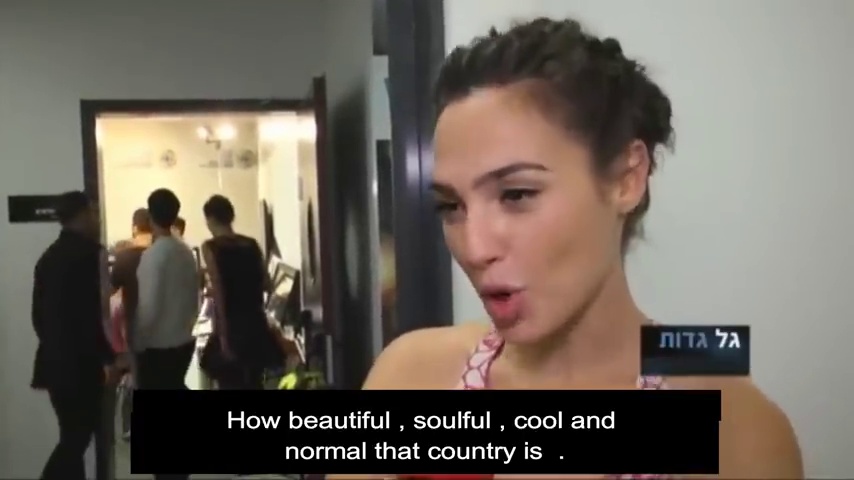 גל גדות
How beautiful , soulful , cool and
normal that country is .